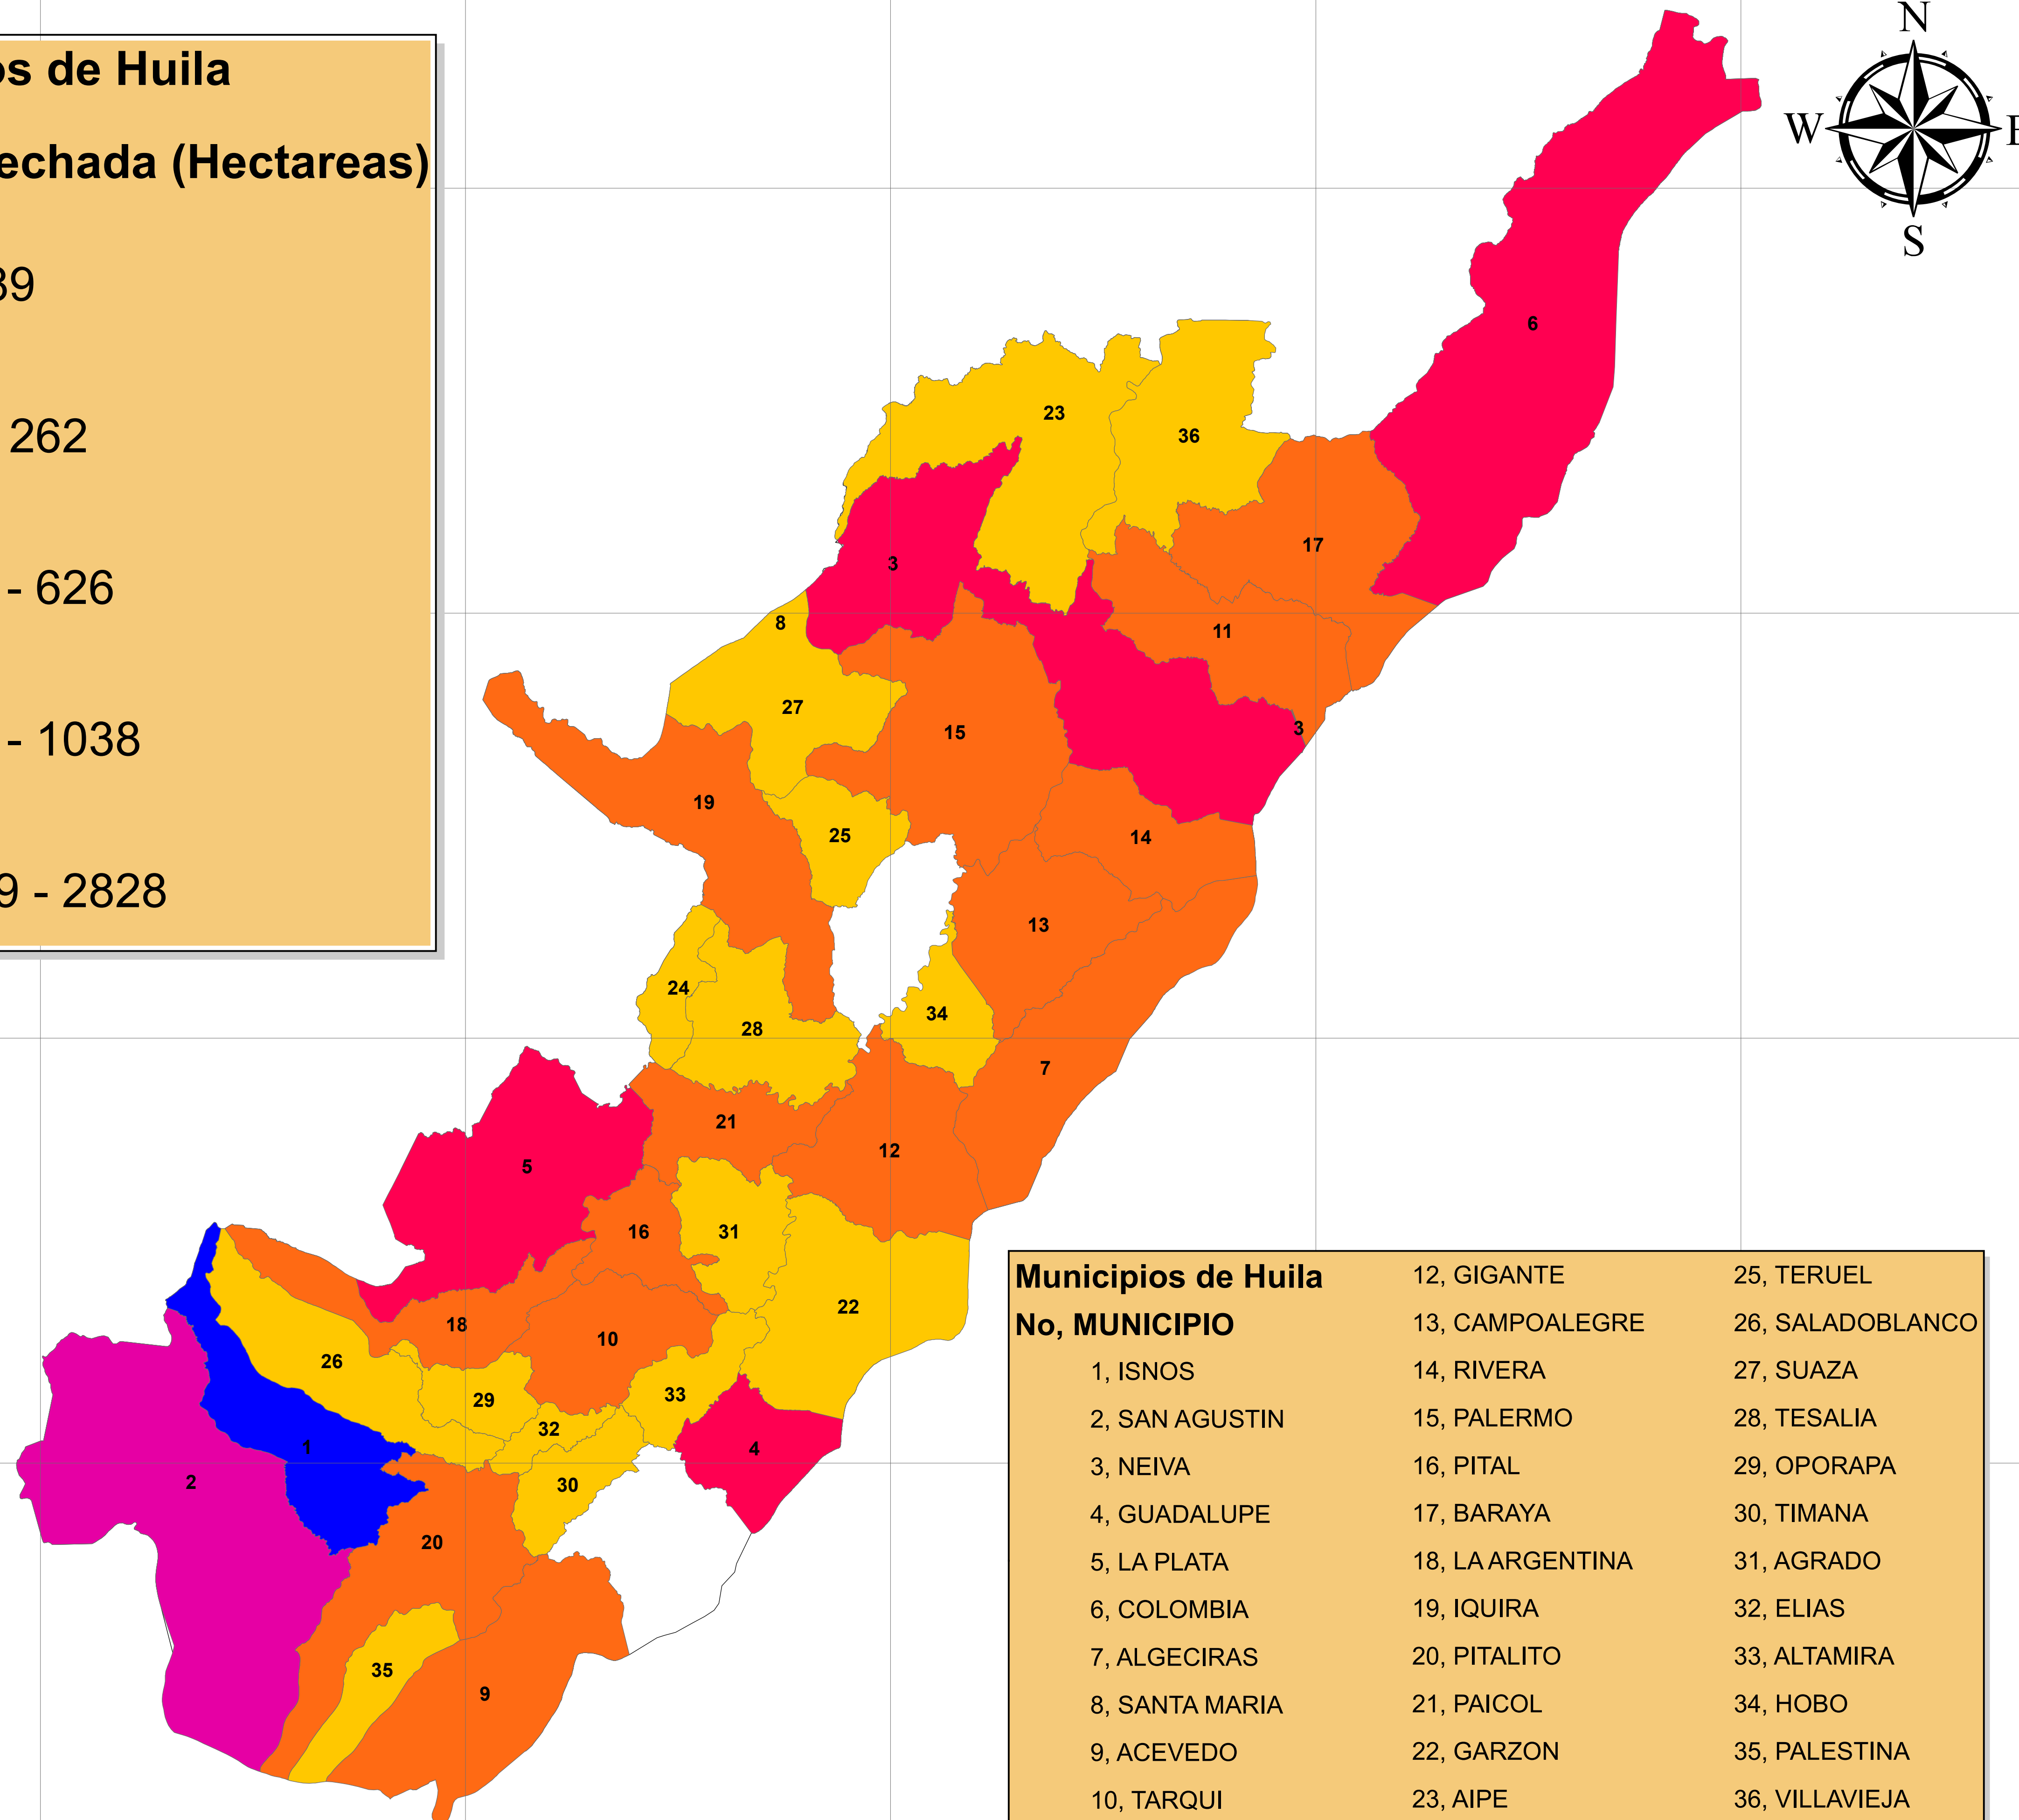 os de Huila
echada (Hectareas)
39
262
- 626
- 1038
9 - 2828
N
W
E
S
6
23
36
17
3
11
8
27
15
3
19
14
25
13
24
34
28
7
21
12
5
16
31
22
18
10
26
33
29
32
4
1
30
2
20
35
9
Municipios de Huila
No, MUNICIPIO
1, ISNOS
2, SAN AGUSTIN
3, NEIVA
4, GUADALUPE
5, LA PLATA
6, COLOMBIA
7, ALGECIRAS
8, SANTA MARIA
9, ACEVEDO
10, TARQUI
12, GIGANTE
13, CAMPOALEGRE
14, RIVERA
15, PALERMO
16, PITAL
17, BARAYA
18, LA ARGENTINA
19, IQUIRA
20, PITALITO
21, PAICOL
22, GARZON
23, AIPE
25, TERUEL
26, SALADOBLANCO
27, SUAZA
28, TESALIA
29, OPORAPA
30, TIMANA
31, AGRADO
32, ELIAS
33, ALTAMIRA
34, HOBO
35, PALESTINA
36, VILLAVIEJA